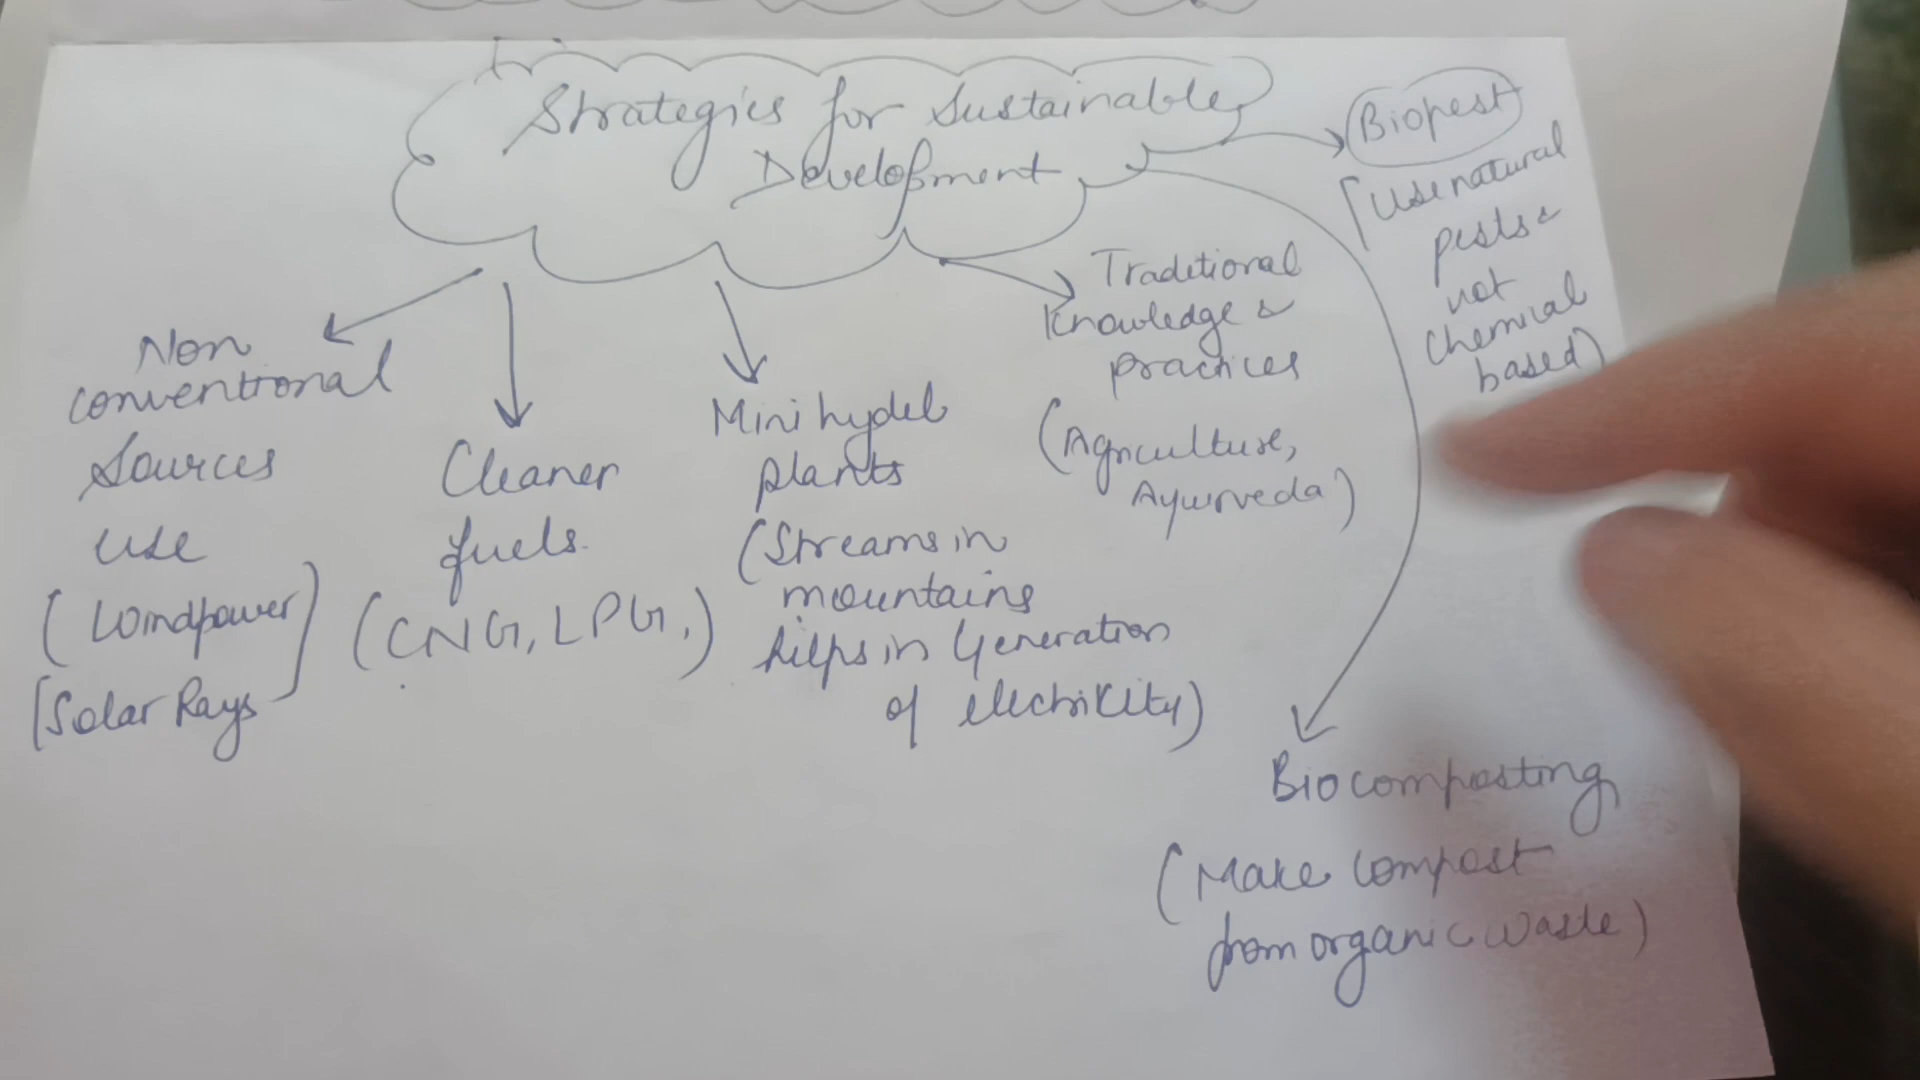 Strategies for Sustainable
Development
Non
conventional
Sources
use
(Windpower)
[Solar Rays
Cleaner
fuels.
(CNG, LPG,)
Mini hydel
plants
(Streams in
mountains
helps in Generation
of electrikity)
Traditional
Knowledge &
practices
(Agriculture,
Ayurveda)
Biopest
[Use natural
pests &
not
Chemical
based)
Biocomposting
(Make compost
from organic waste)